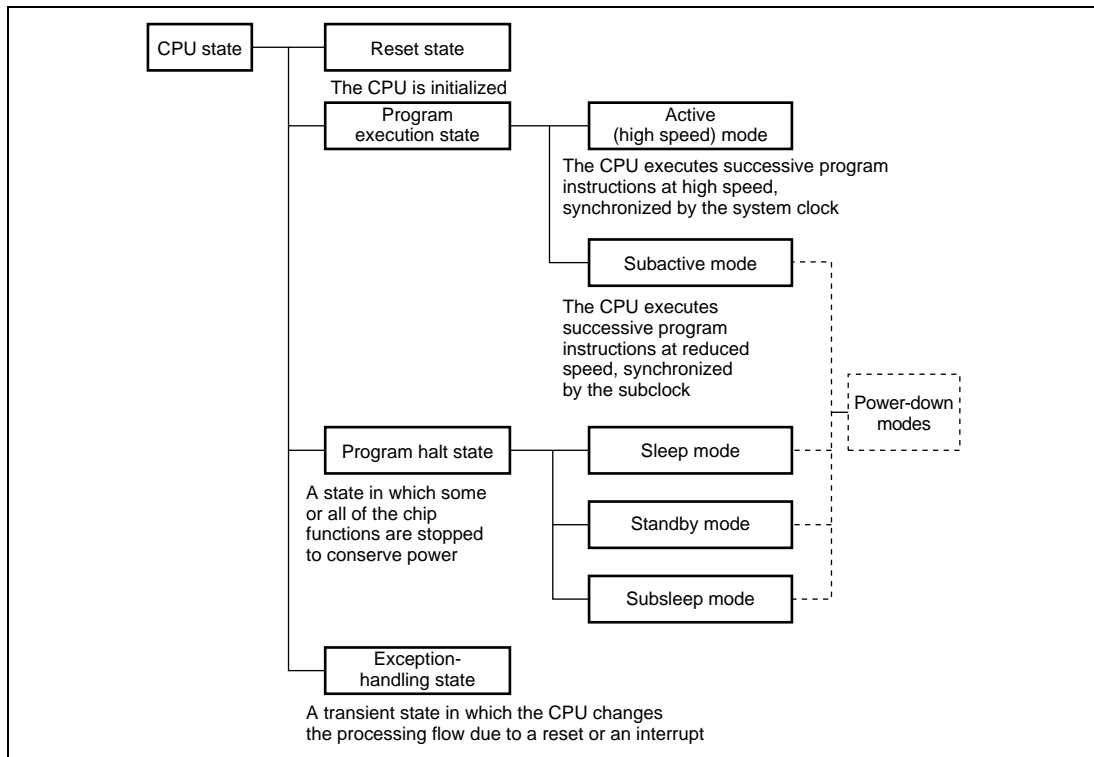 CPU state
Reset state
The CPU is initialized
Program
execution state
Active
(high speed) mode
The CPU executes successive program
instructions at high speed,
synchronized by the system clock
Subactive mode
The CPU executes
successive program
instructions at reduced
speed, synchronized
by the subclock
Power-down
modes
Program halt state
A state in which some
or all of the chip
functions are stopped
to conserve power
Sleep mode
Standby mode
Subsleep mode
Exception-
handling state
A transient state in which the CPU changes
the processing flow due to a reset or an interrupt